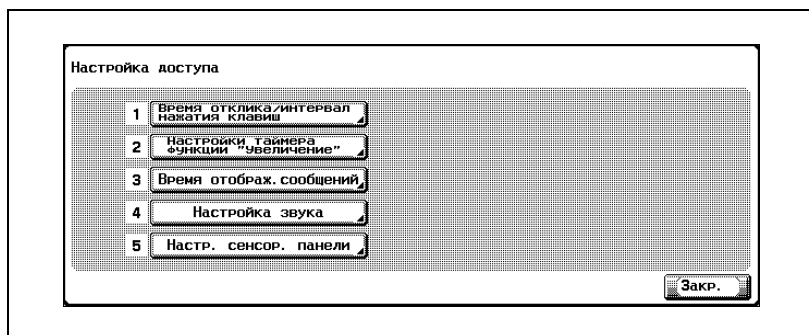 Настройка доступа
1 Время отклика/интервал
нажатия клавиш
2 Настройки таймера
функции "Увеличение"
3 Время отображ.сообщений
4 Настройка звука
5 Настр. сенсор. панели
Закр.